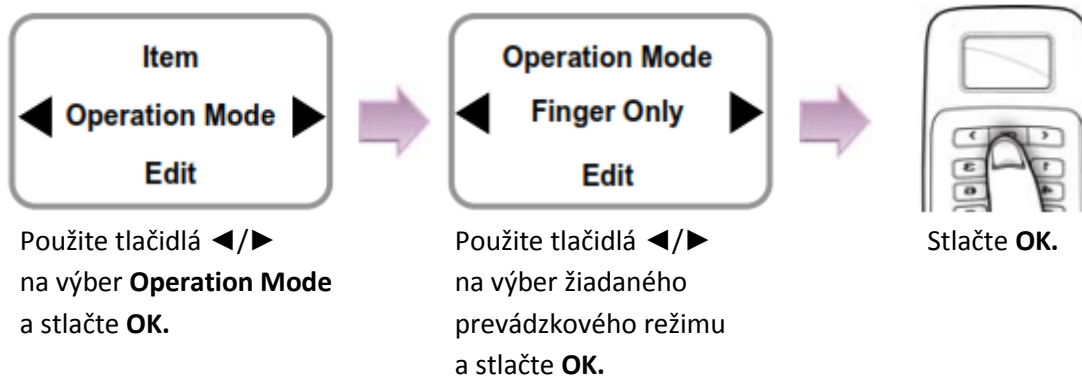 Item
◀ Operation Mode ▶
Edit
Operation Mode
◀ Finger Only ▶
Edit
Použite tlačidlá ◄/►
na výber Operation Mode
a stlačte OK.
Použite tlačidlá ◄/►
na výber žiadaného
prevádzkového režimu
a stlačte OK.
Stlačte OK.